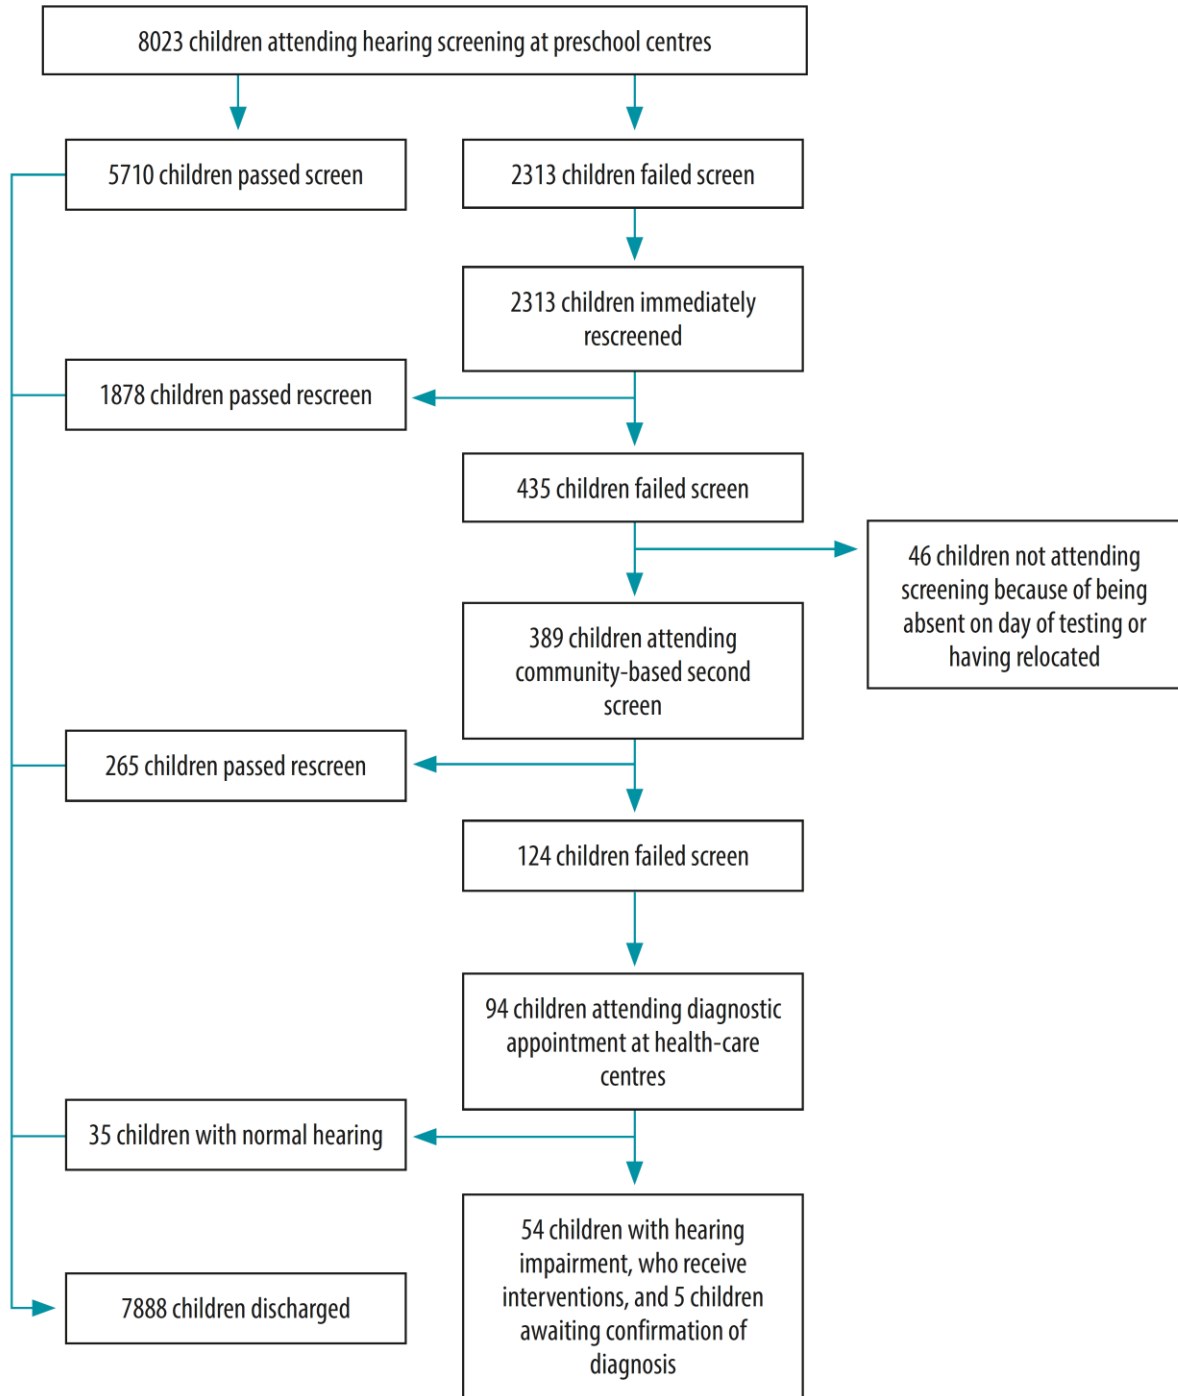 8023 children attending hearing screening at preschool centres
5710 children passed screen
2313 children failed screen
2313 children immediately
rescreened
1878 children passed rescreen
435 children failed screen
46 children not attending
screening because of being
absent on day of testing or
having relocated
389 children attending
community-based second
screen
265 children passed rescreen
124 children failed screen
94 children attending diagnostic
appointment at health-care
centres
35 children with normal hearing
54 children with hearing
impairment, who receive
interventions, and 5 children
awaiting confirmation of
diagnosis
7888 children discharged